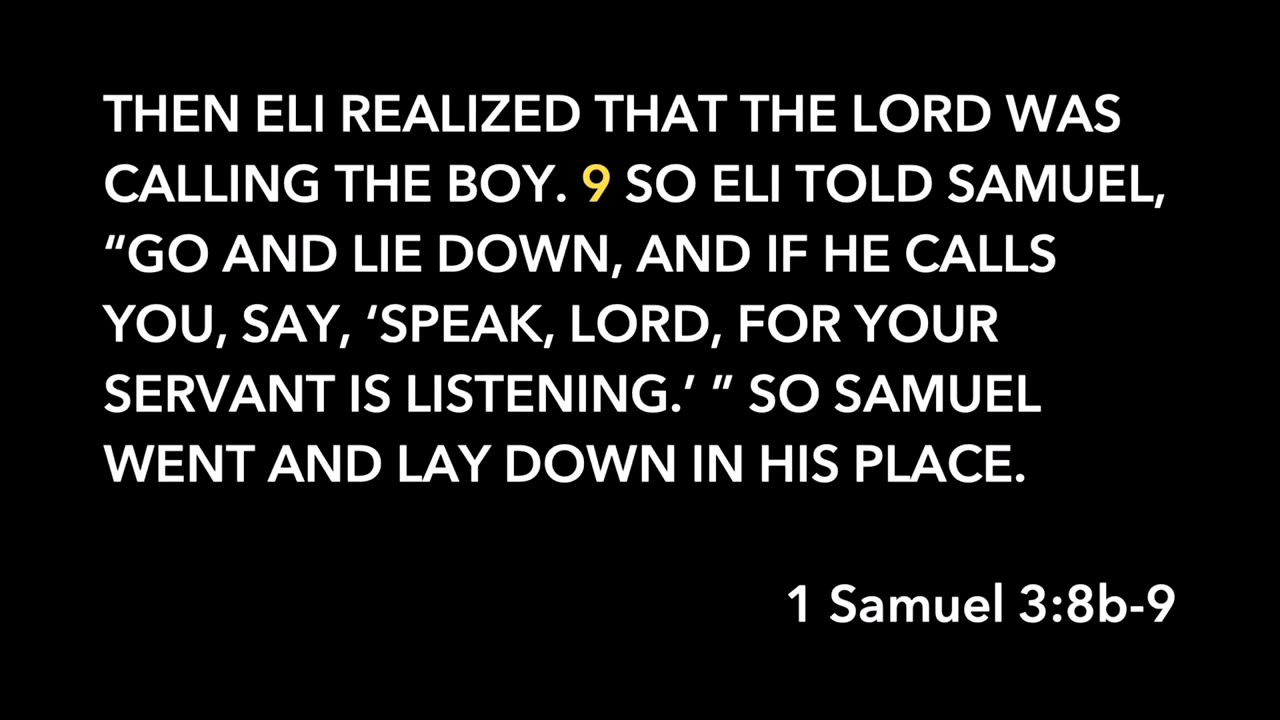 THEN ELI REALIZED THAT THE LORD WAS
CALLING THE BOY. 9 SO ELI TOLD SAMUEL,
“GO AND LIE DOWN, AND IF HE CALLS
YOU, SAY, ‘SPEAK, LORD, FOR YOUR
SERVANT IS LISTENING.’ ” SO SAMUEL
WENT AND LAY DOWN IN HIS PLACE.
1 Samuel 3:8b-9